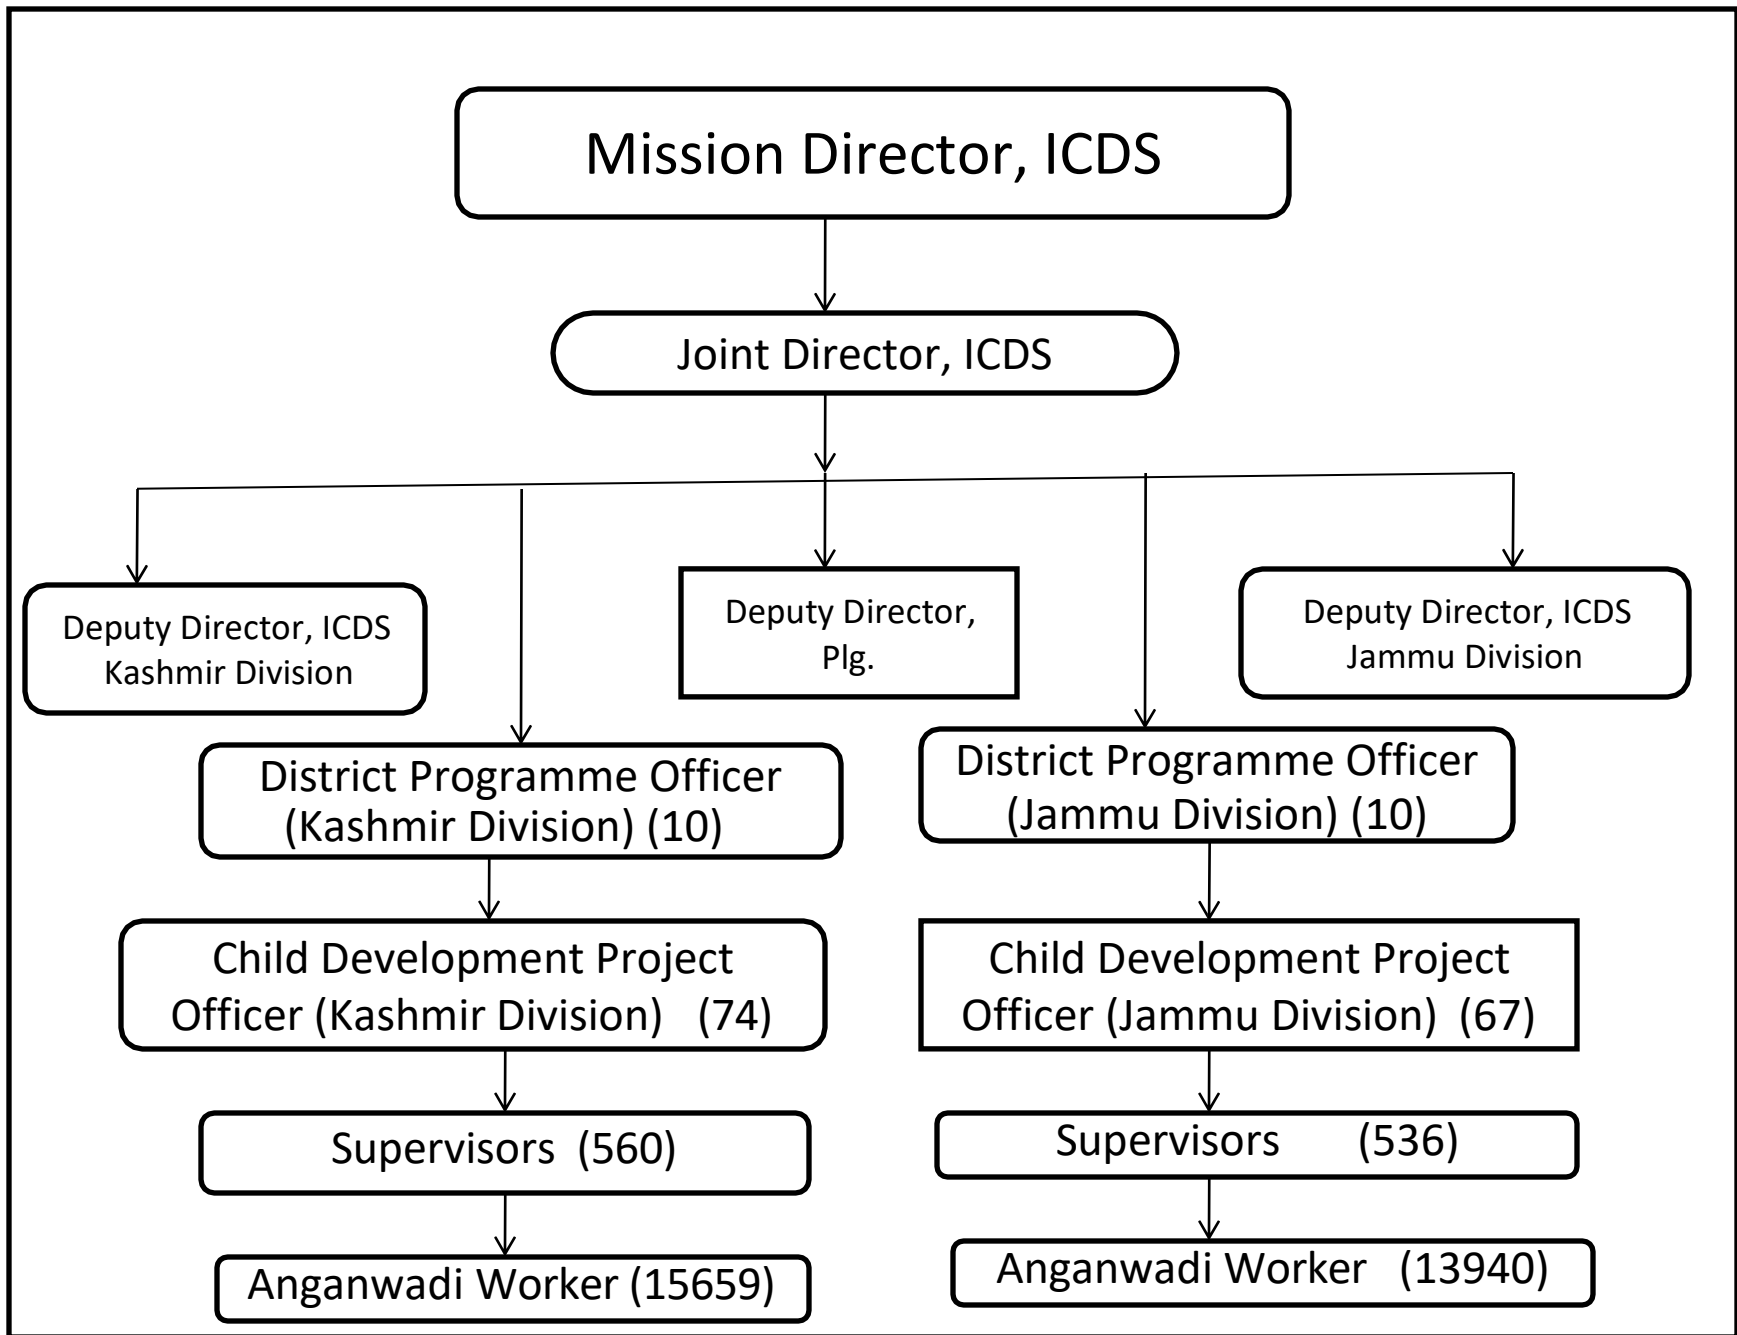 Mission Director, ICDS
Joint Director, ICDS
Deputy Director, ICDS
Kashmir Division
Deputy Director,
Plg.
Deputy Director, ICDS
Jammu Division
District Programme Officer
(Kashmir Division) (10)
District Programme Officer
(Jammu Division) (10)
Child Development Project
Officer (Kashmir Division) (74)
Child Development Project
Officer (Jammu Division) (67)
Supervisors (560)
Supervisors (536)
Anganwadi Worker (15659)
Anganwadi Worker (13940)